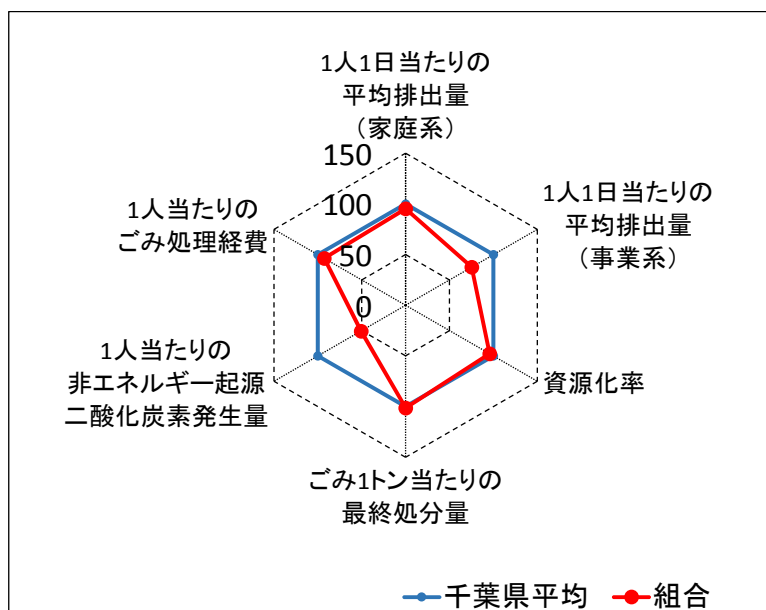 1人1日当たりの
平均排出量
（家庭系）
150
100
50
0
1人1日当たりの
平均排出量
（事業系）
資源化率
ごみ1トン当たりの
最終処分量
1人当たりの
非エネルギー起源
二酸化炭素発生量
1人当たりの
ごみ処理経費
千葉県平均
組合